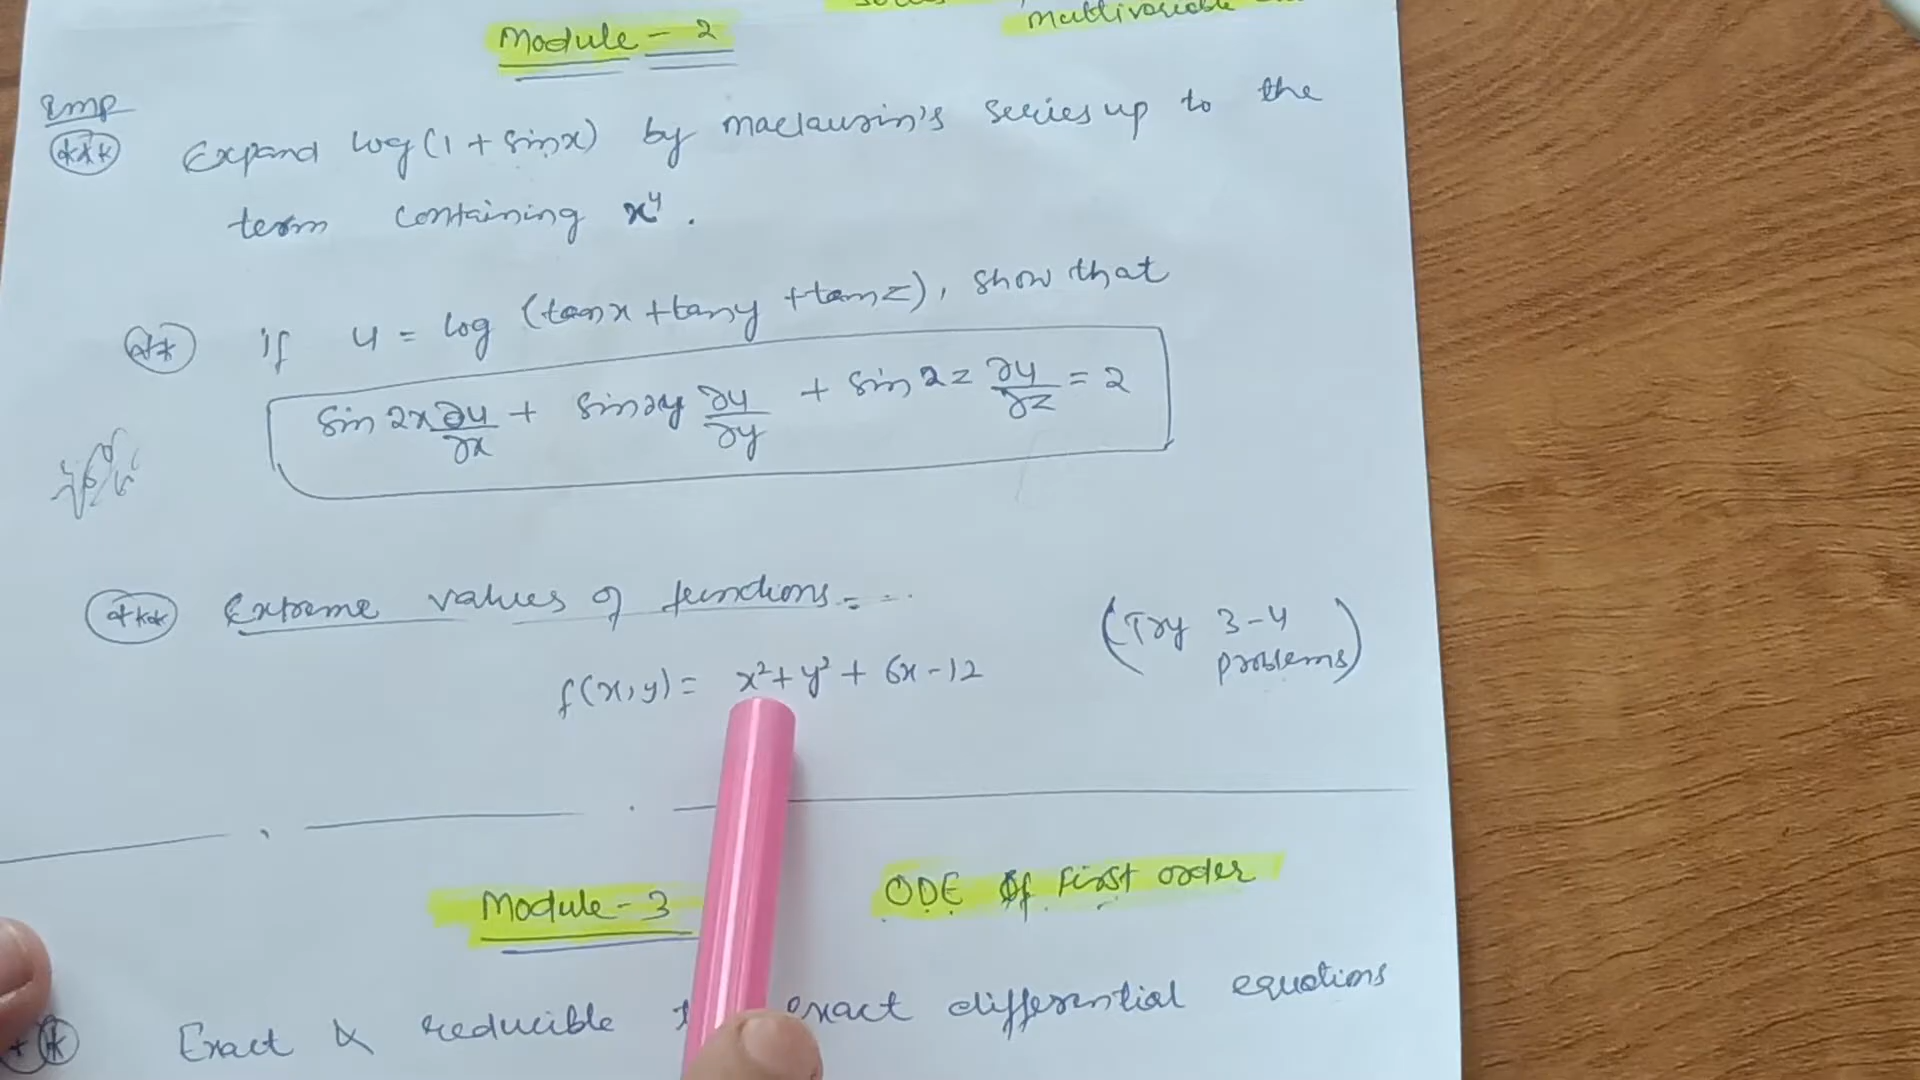 Module - 2
multivariable
Imp
*** Expand log(1 + sinx) by maclaurin's series up to the
term containing x⁴.
** if u = log (tanx + tany + tanz), show that
sin 2x ∂u/∂x + sin2y ∂u/∂y + sin 2z ∂u/∂z = 2
*** Extreme values of functions = ..
(Try 3-4
problems)
f(x,y) = x² + y² + 6x - 12
Module - 3 ODE of First order
** Exact & reducible exact differential equations